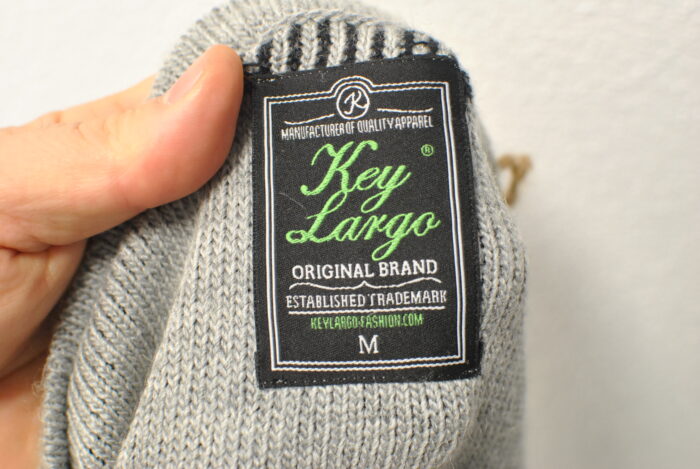 K
MANUFACTURER OF QUALITY APPAREL
Key ®
Largo
ORIGINAL BRAND
ESTABLISHED TRADEMARK
KEYLARGO-FASHION.COM
M